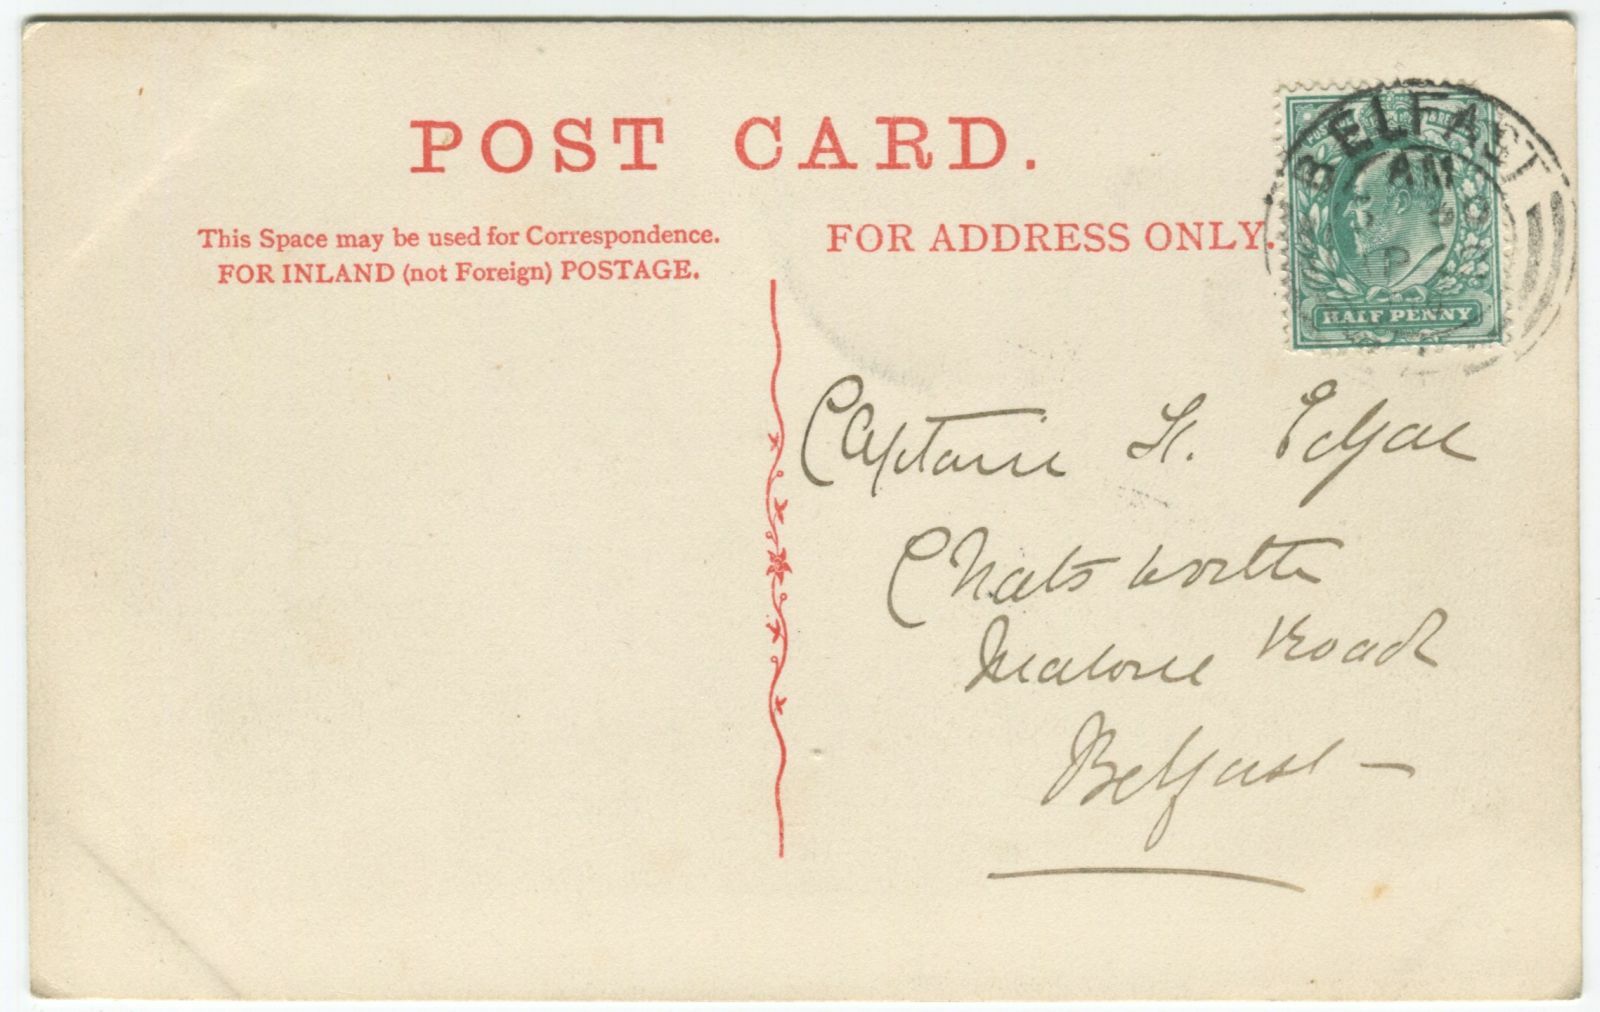 POST CARD.
This Space may be used for Correspondence.
FOR INLAND (not Foreign) POSTAGE.
FOR ADDRESS ONLY.
BELFAST
AM
HALF PENNY
Captain
Chatsworth
Malone Road
Belfast –